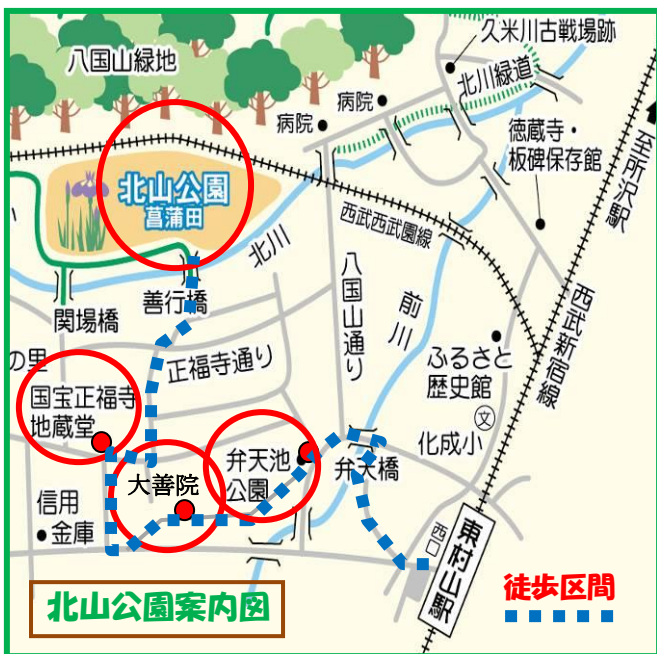 久米川古戦場跡
八国山緑地
北川緑道
病院
病院
徳蔵寺・
板碑保存館
至所沢駅
北山公園
菖蒲田
西武西武園線
北川
八国山通り
前川
西武新宿線
関場橋
善行橋
の里
正福寺通り
ふるさと
歴史館
国宝正福寺
地蔵堂
文
化成小
弁天池
公園
弁天橋
大善院
信用
金庫
西口
東村山駅
徒歩区間
北山公園案内図